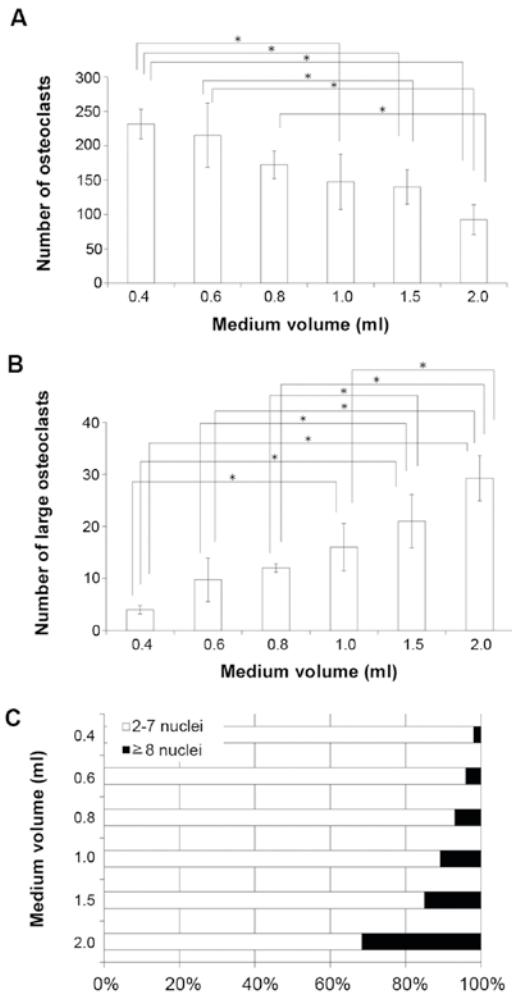 A
* * * * * *
Number of osteoclasts
300
250
200
150
100
50
0
0.4 0.6 0.8 1.0 1.5 2.0
Medium volume (ml)
B
* * * * * * * *
Number of large osteoclasts
40
30
20
10
0
0.4 0.6 0.8 1.0 1.5 2.0
Medium volume (ml)
C
2-7 nuclei
≧8 nuclei
Medium volume (ml)
0.4
0.6
0.8
1.0
1.5
2.0
0% 20% 40% 60% 80% 100%